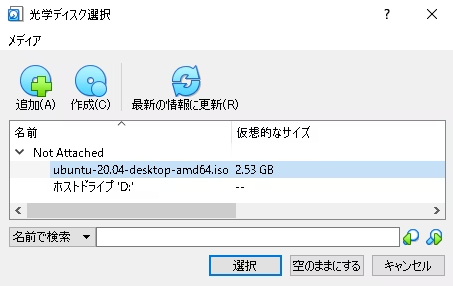 光学ディスク選択
メディア
追加(A) 作成(C) 最新の情報に更新(R)
名前 仮想的なサイズ
Not Attached
ubuntu-20.04-desktop-amd64.iso 2.53 GB
ホストドライブ 'D:' --
名前で検索
選択 空のままにする キャンセル